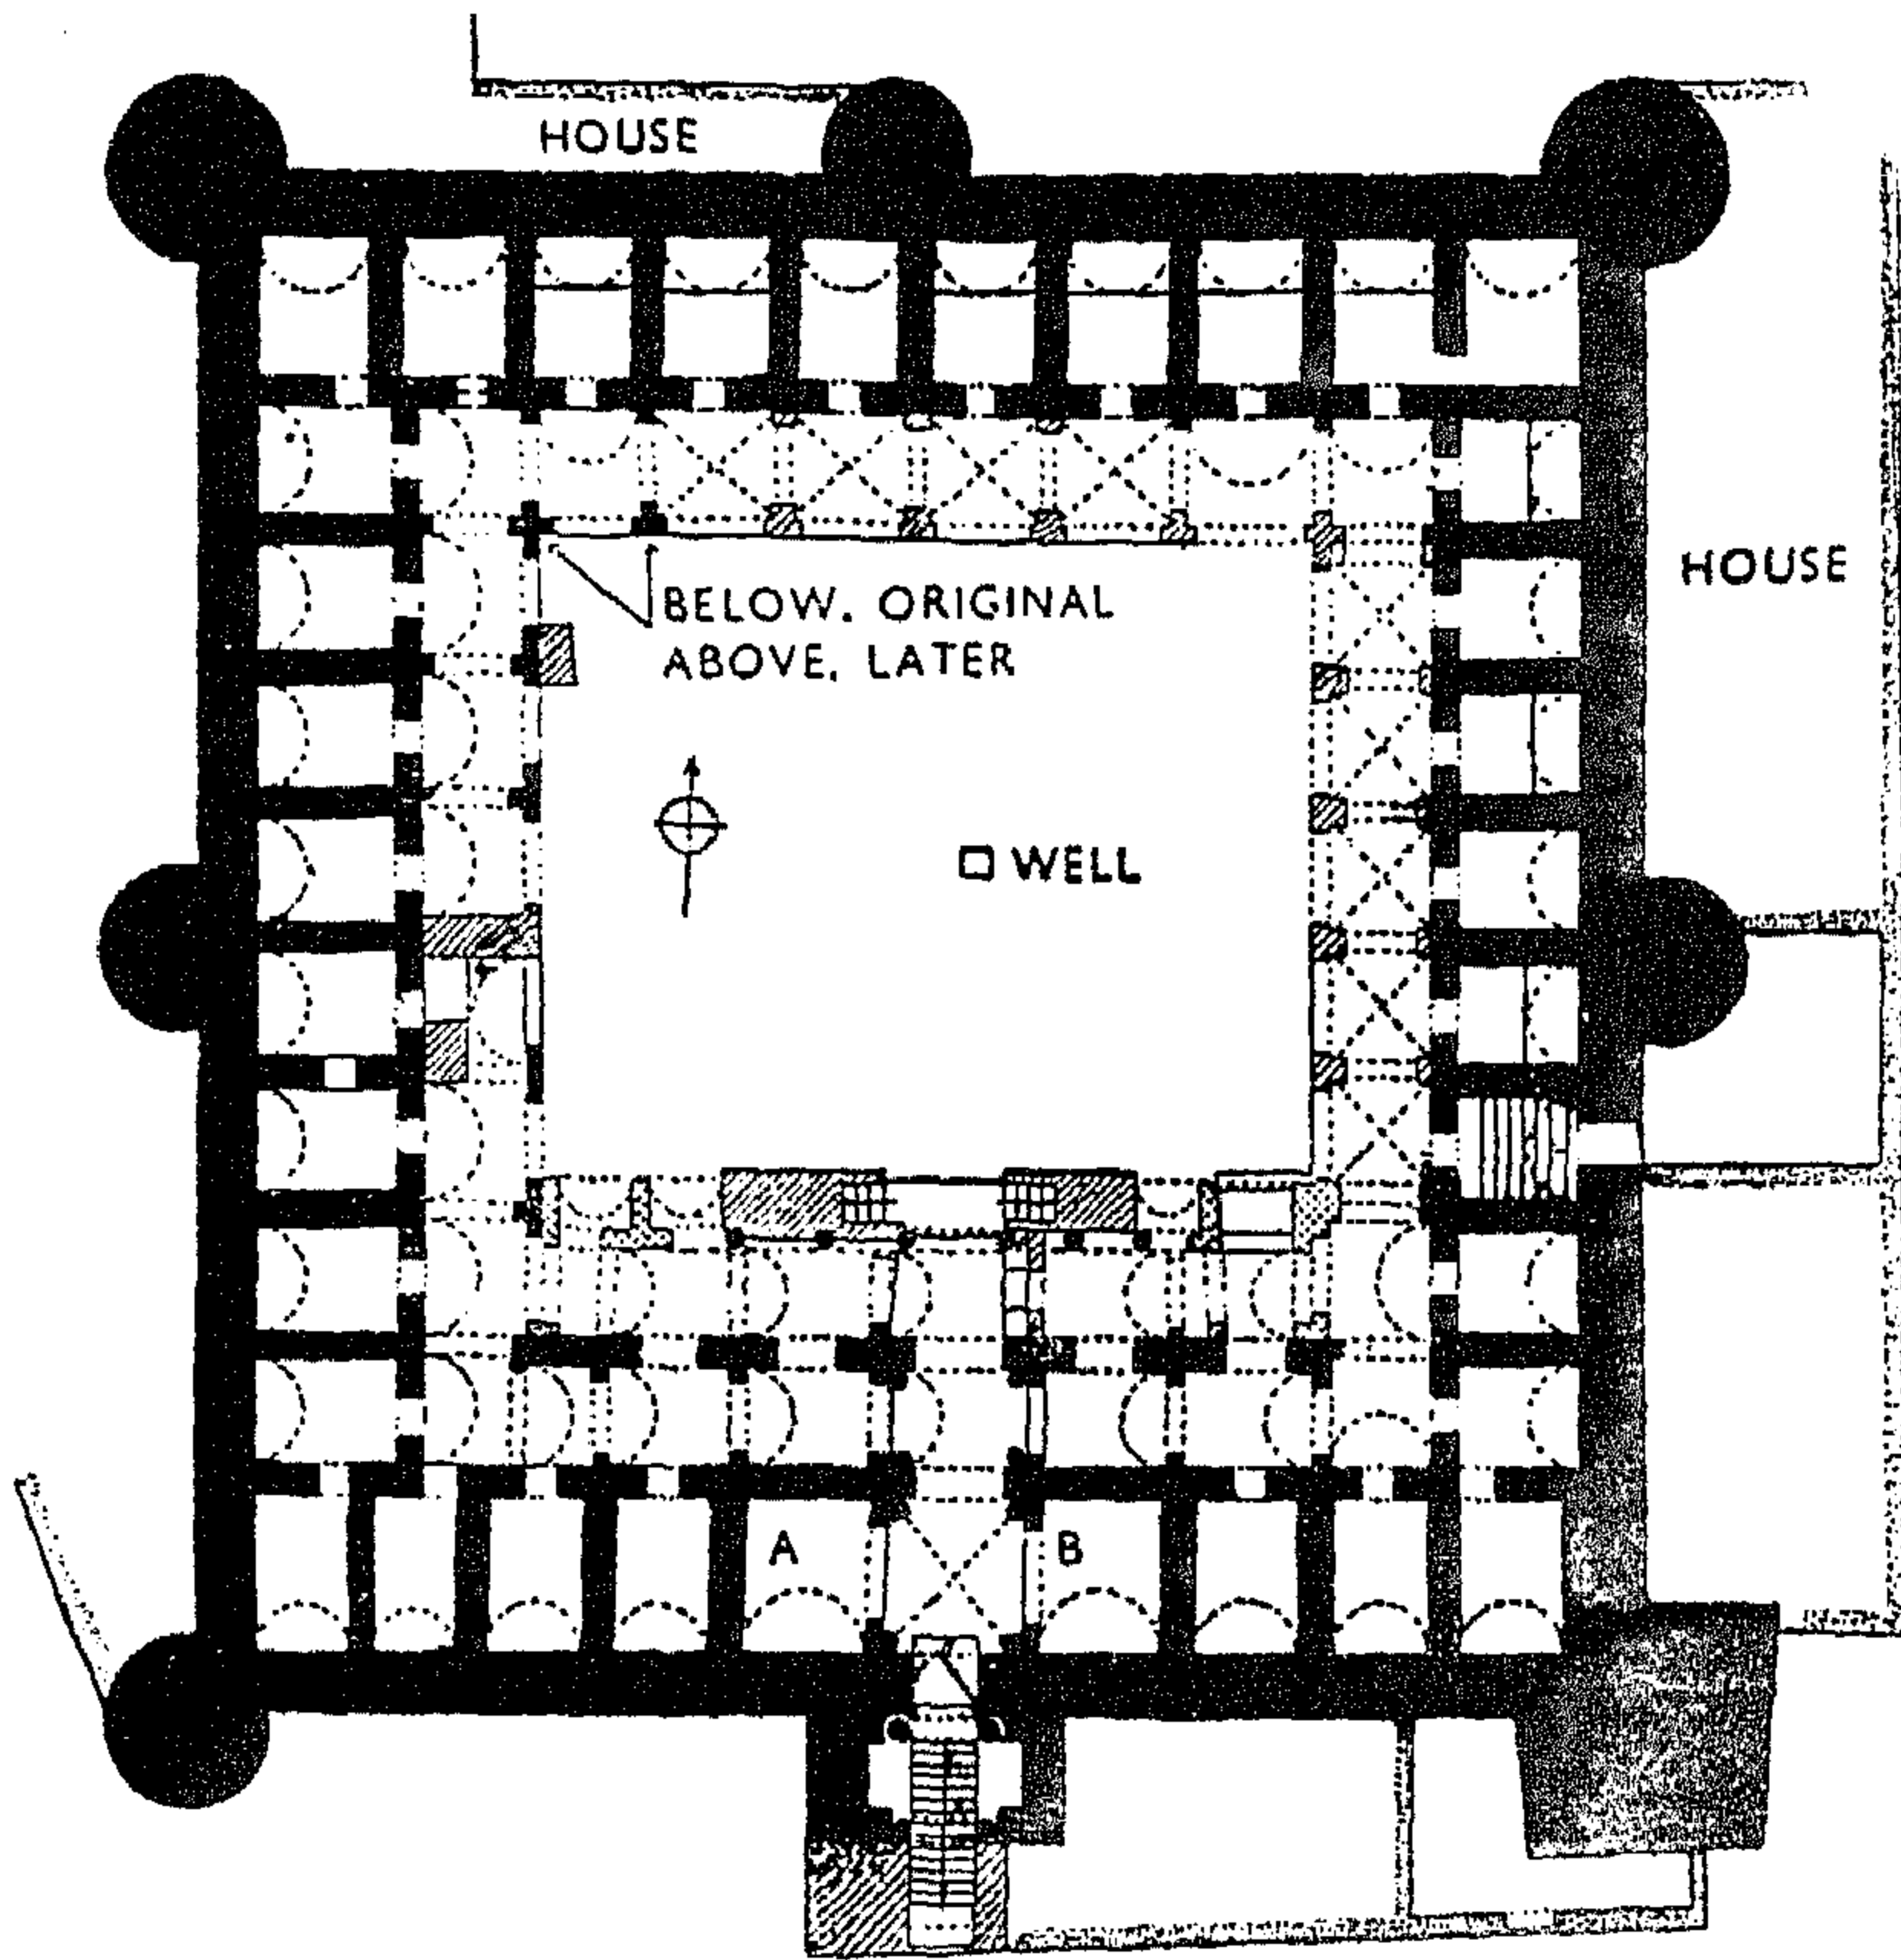 HOUSE
BELOW. ORIGINAL
ABOVE. LATER
HOUSE
WELL
A
B